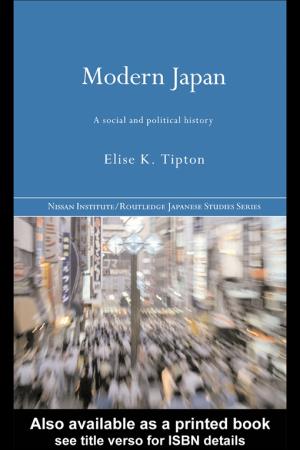 Modern Japan
A social and political history
Elise K. Tipton
Nissan Institute/Routledge Japanese Studies Series
Also available as a printed book
see title verso for ISBN details